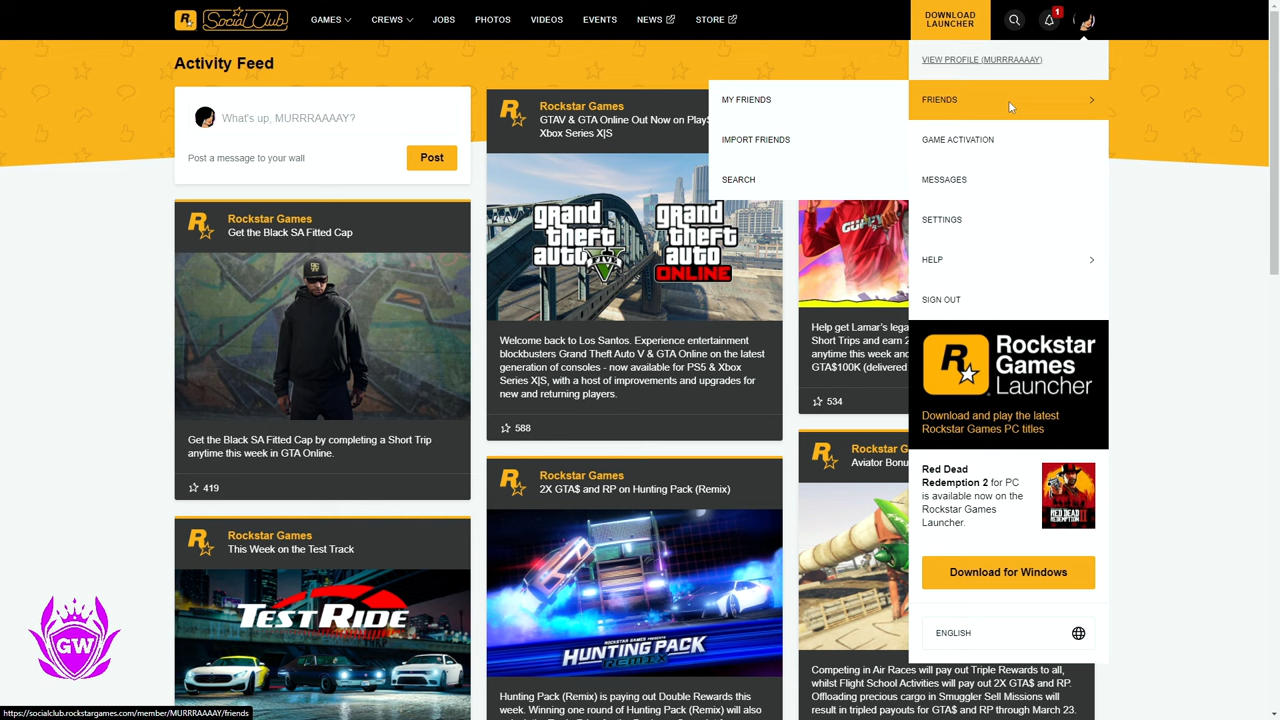 R Social Club
GAMES
CREWS
JOBS
PHOTOS
VIDEOS
EVENTS
NEWS
STORE
DOWNLOAD
LAUNCHER
1
Activity Feed
VIEW PROFILE (MURRRAAAAY)
FRIENDS
GAME ACTIVATION
MESSAGES
SETTINGS
HELP
SIGN OUT
MY FRIENDS
IMPORT FRIENDS
SEARCH
What's up, MURRRAAAAY?
Post a message to your wall
Post
R
Rockstar Games
Get the Black SA Fitted Cap
Get the Black SA Fitted Cap by completing a Short Trip
anytime this week in GTA Online.
419
R
Rockstar Games
This Week on the Test Track
TEST RIDE
R
Rockstar Games
GTAV & GTA Online Out Now on PlayS
Xbox Series X|S
grand
theft
auto V
grand
theft
auto
ONLINE
Welcome back to Los Santos. Experience entertainment
blockbusters Grand Theft Auto V & GTA Online on the latest
generation of consoles - now available for PS5 & Xbox
Series X|S, with a host of improvements and upgrades for
new and returning players.
588
R
Rockstar Games
2X GTA$ and RP on Hunting Pack (Remix)
ROCKSTAR GAMES PRESENTS
HUNTING PACK
REMIX
Hunting Pack (Remix) is paying out Double Rewards this
week. Winning one round of Hunting Pack (Remix) will also
GUFFY
Help get Lamar's lega
Short Trips and earn 2
anytime this week and
GTA$100K (delivered
534
R
Rockstar G
Aviator Bonu
Competing in Air Races will pay out Triple Rewards to all,
whilst Flight School Activities will pay out 2X GTA$ and RP.
Offloading precious cargo in Smuggler Sell Missions will
result in tripled payouts for GTA$ and RP through March 23.
R
Rockstar
Games
Launcher
Download and play the latest
Rockstar Games PC titles
Red Dead
Redemption 2 for PC
is available now on the
Rockstar Games
Launcher.
RED DEAD
REDEMPTION II
Download for Windows
ENGLISH
GW
https://socialclub.rockstargames.com/member/MURRRAAAAY/friends